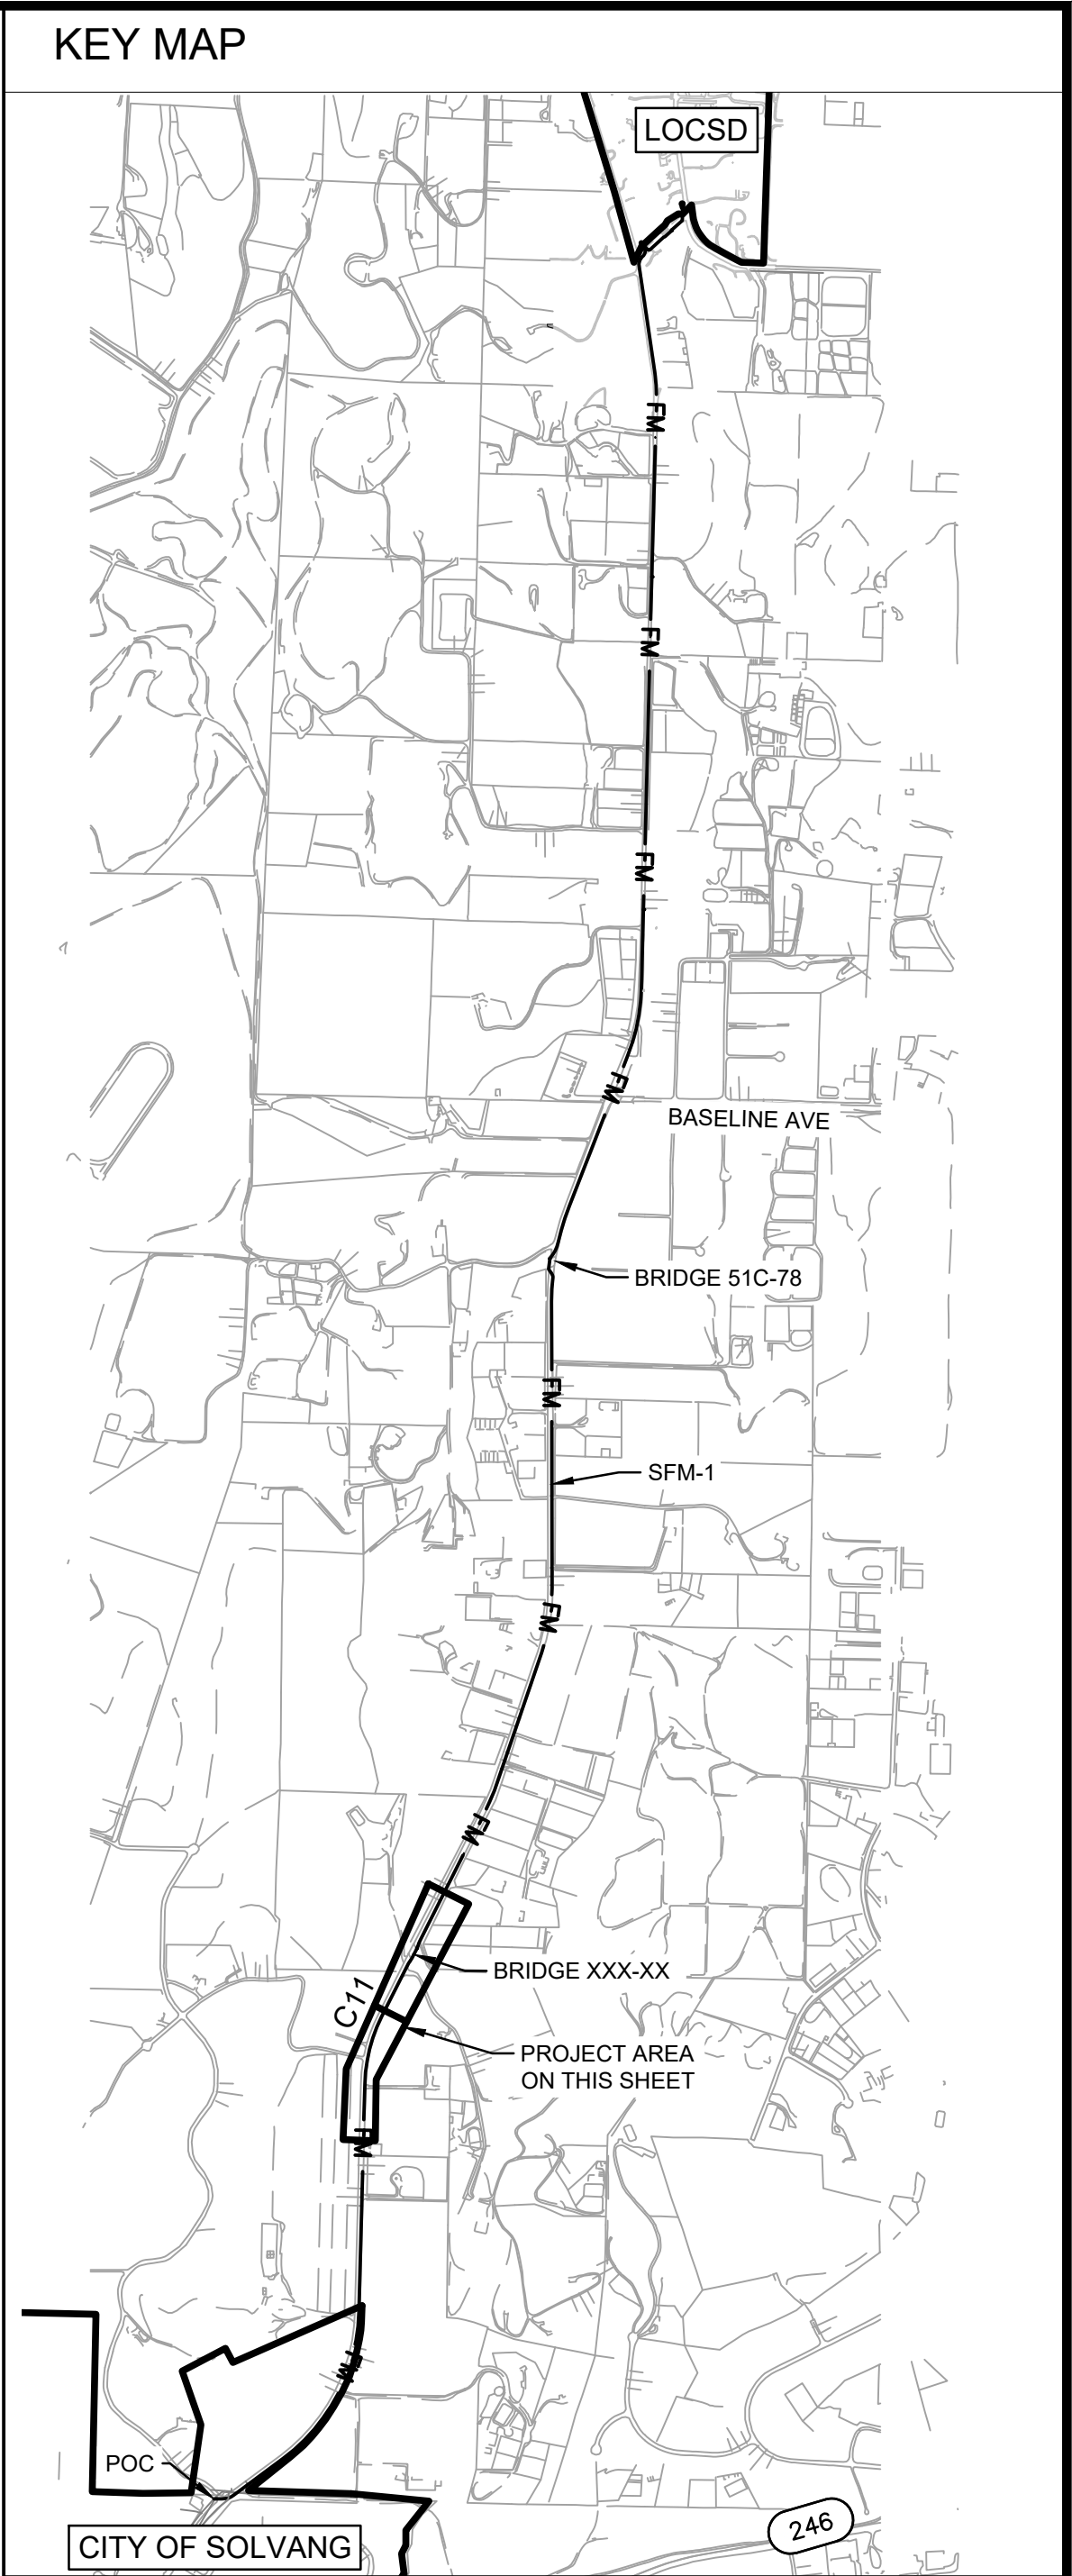 KEY MAP
LOCSD
FM
FM
FM
FM
BASELINE AVE
BRIDGE 51C-78
FM
SFM-1
FM
FM
BRIDGE XXX-XX
C11
PROJECT AREA
ON THIS SHEET
FM
FM
POC
246
CITY OF SOLVANG